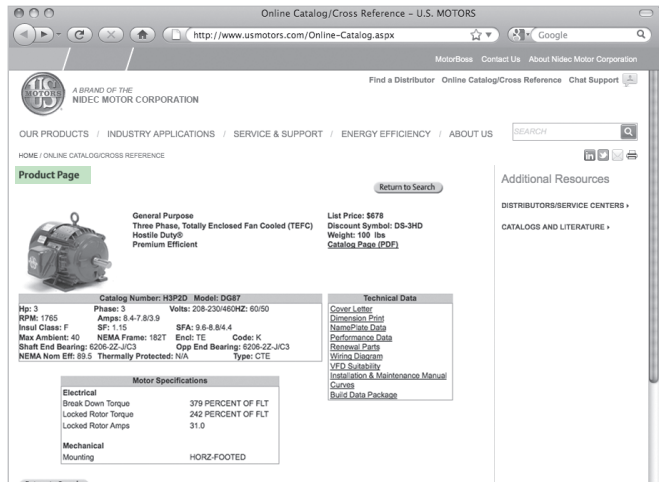 Online Catalog/Cross Reference – U.S. MOTORS
http://www.usmotors.com/Online-Catalog.aspx
Google
MotorBoss Contact Us About Nidec Motor Corporation
Find a Distributor Online Catalog/Cross Reference Chat Support
US MOTORS
A BRAND OF THE
NIDEC MOTOR CORPORATION
OUR PRODUCTS / INDUSTRY APPLICATIONS / SERVICE & SUPPORT / ENERGY EFFICIENCY / ABOUT US
SEARCH
HOME / ONLINE CATALOG/CROSS REFERENCE
Product Page
Return to Search
General Purpose
Three Phase, Totally Enclosed Fan Cooled (TEFC)
Hostile Duty®
Premium Efficient
List Price: $678
Discount Symbol: DS-3HD
Weight: 100 lbs
Catalog Page (PDF)
Additional Resources
DISTRIBUTORS/SERVICE CENTERS
CATALOGS AND LITERATURE
Catalog Number: H3P2D Model: DG87
Hp: 3 Phase: 3 Volts: 208-230/460HZ: 60/50
RPM: 1765 Amps: 8.4-7.8/3.9
Insul Class: F SF: 1.15 SFA: 9.6-8.8/4.4
Max Ambient: 40 NEMA Frame: 182T Encl: TE Code: K
Shaft End Bearing: 6206-2Z-J/C3 Opp End Bearing: 6206-2Z-J/C3
NEMA Nom Eff: 89.5 Thermally Protected: N/A Type: CTE
Technical Data
Cover Letter
Dimension Print
NamePlate Data
Performance Data
Renewal Parts
Wiring Diagram
VFD Suitability
Installation & Maintenance Manual
Curves
Build Data Package
Motor Specifications
Electrical
Break Down Torque 379 PERCENT OF FLT
Locked Rotor Torque 242 PERCENT OF FLT
Locked Rotor Amps 31.0
Mechanical
Mounting HORZ-FOOTED